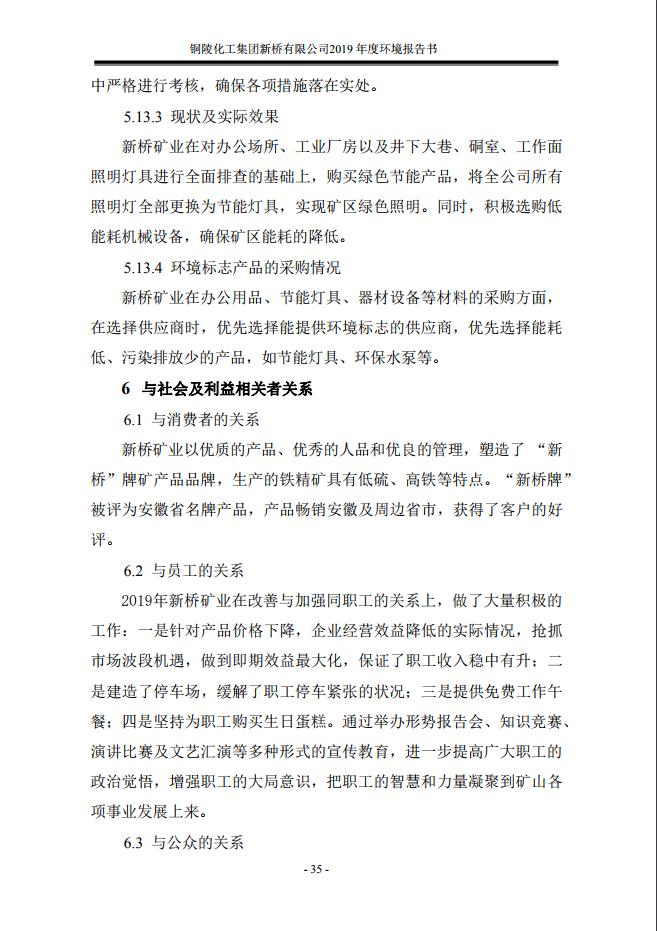 铜陵化工集团新桥有限公司2019 年度环境报告书
中严格进行考核，确保各项措施落在实处。
5.13.3 现状及实际效果
新桥矿业在对办公场所、工业厂房以及井下大巷、硐室、工作面
照明灯具进行全面排查的基础上，购买绿色节能产品，将全公司所有
照明灯全部更换为节能灯具，实现矿区绿色照明。同时，积极选购低
能耗机械设备，确保矿区能耗的降低。
5.13.4 环境标志产品的采购情况
新桥矿业在办公用品、节能灯具、器材设备等材料的采购方面，
在选择供应商时，优先选择能提供环境标志的供应商，优先选择能耗
低、污染排放少的产品，如节能灯具、环保水泵等。
6 与社会及利益相关者关系
6.1 与消费者的关系
新桥矿业以优质的产品、优秀的人品和优良的管理，塑造了 “新
桥”牌矿产品品牌，生产的铁精矿具有低硫、高铁等特点。“新桥牌”
被评为安徽省名牌产品，产品畅销安徽及周边省市，获得了客户的好
评。
6.2 与员工的关系
2019年新桥矿业在改善与加强同职工的关系上，做了大量积极的
工作：一是针对产品价格下降，企业经营效益降低的实际情况，抢抓
市场波段机遇，做到即期效益最大化，保证了职工收入稳中有升；二
是建造了停车场，缓解了职工停车紧张的状况；三是提供免费工作午
餐；四是坚持为职工购买生日蛋糕。通过举办形势报告会、知识竞赛、
演讲比赛及文艺汇演等多种形式的宣传教育，进一步提高广大职工的
政治觉悟，增强职工的大局意识，把职工的智慧和力量凝聚到矿山各
项事业发展上来。
6.3 与公众的关系
- 35 -